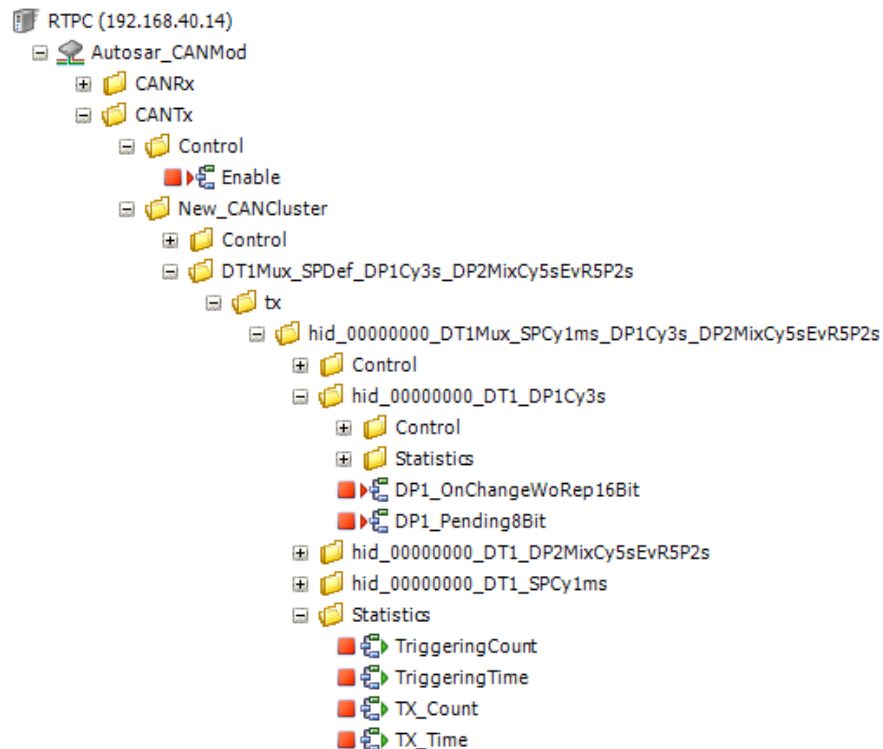 RTPC (192.168.40.14)
Autosar_CANMod
CANRx
CANTx
Control
Enable
New_CANCluster
Control
DT1Mux_SPDef_DP1Cy3s_DP2MixCy5sEvR5P2s
tx
hid_00000000_DT1Mux_SPCy1ms_DP1Cy3s_DP2MixCy5sEvR5P2s
Control
hid_00000000_DT1_DP1Cy3s
Control
Statistics
DP1_OnChangeWoRep16Bit
DP1_Pending8Bit
hid_00000000_DT1_DP2MixCy5sEvR5P2s
hid_00000000_DT1_SPCy1ms
Statistics
TriggeringCount
TriggeringTime
TX_Count
TX_Time